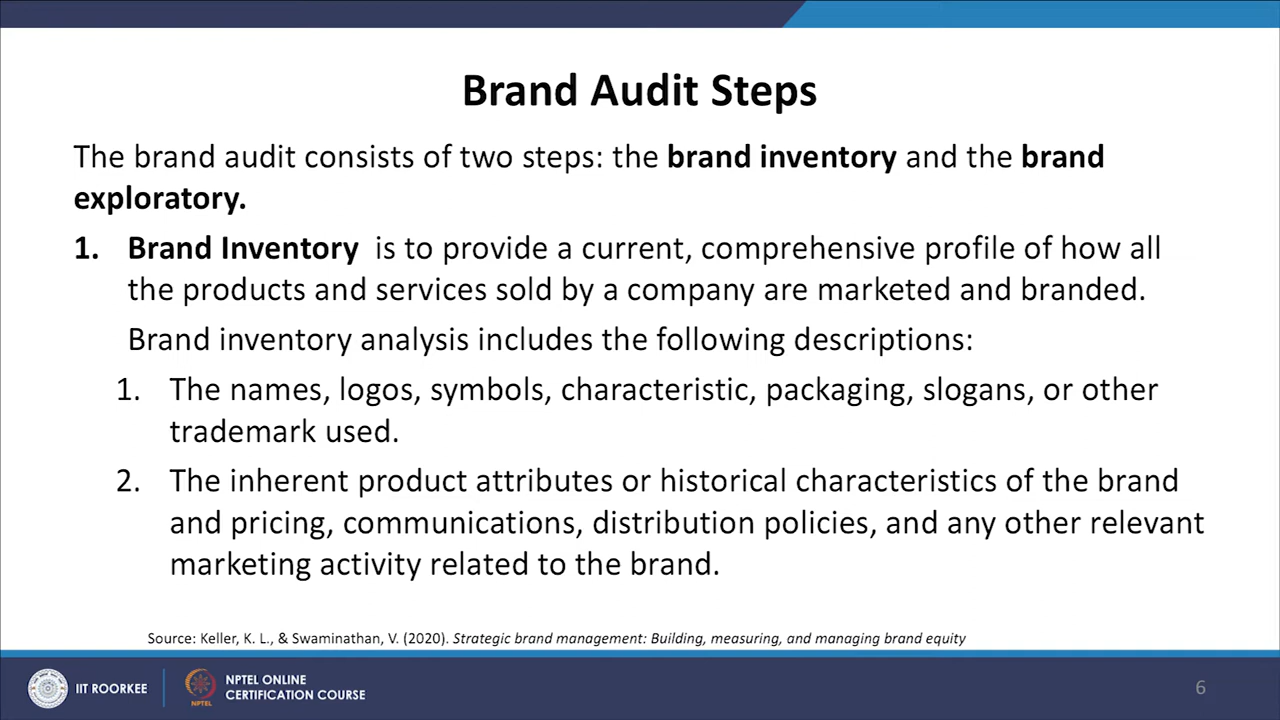 Brand Audit Steps
The brand audit consists of two steps: the brand inventory and the brand
exploratory.
1. Brand Inventory is to provide a current, comprehensive profile of how all
the products and services sold by a company are marketed and branded.
Brand inventory analysis includes the following descriptions:
1. The names, logos, symbols, characteristic, packaging, slogans, or other
trademark used.
2. The inherent product attributes or historical characteristics of the brand
and pricing, communications, distribution policies, and any other relevant
marketing activity related to the brand.
Source: Keller, K. L., & Swaminathan, V. (2020). Strategic brand management: Building, measuring, and managing brand equity
IIT ROORKEE
NPTEL
NPTEL ONLINE
CERTIFICATION COURSE
6